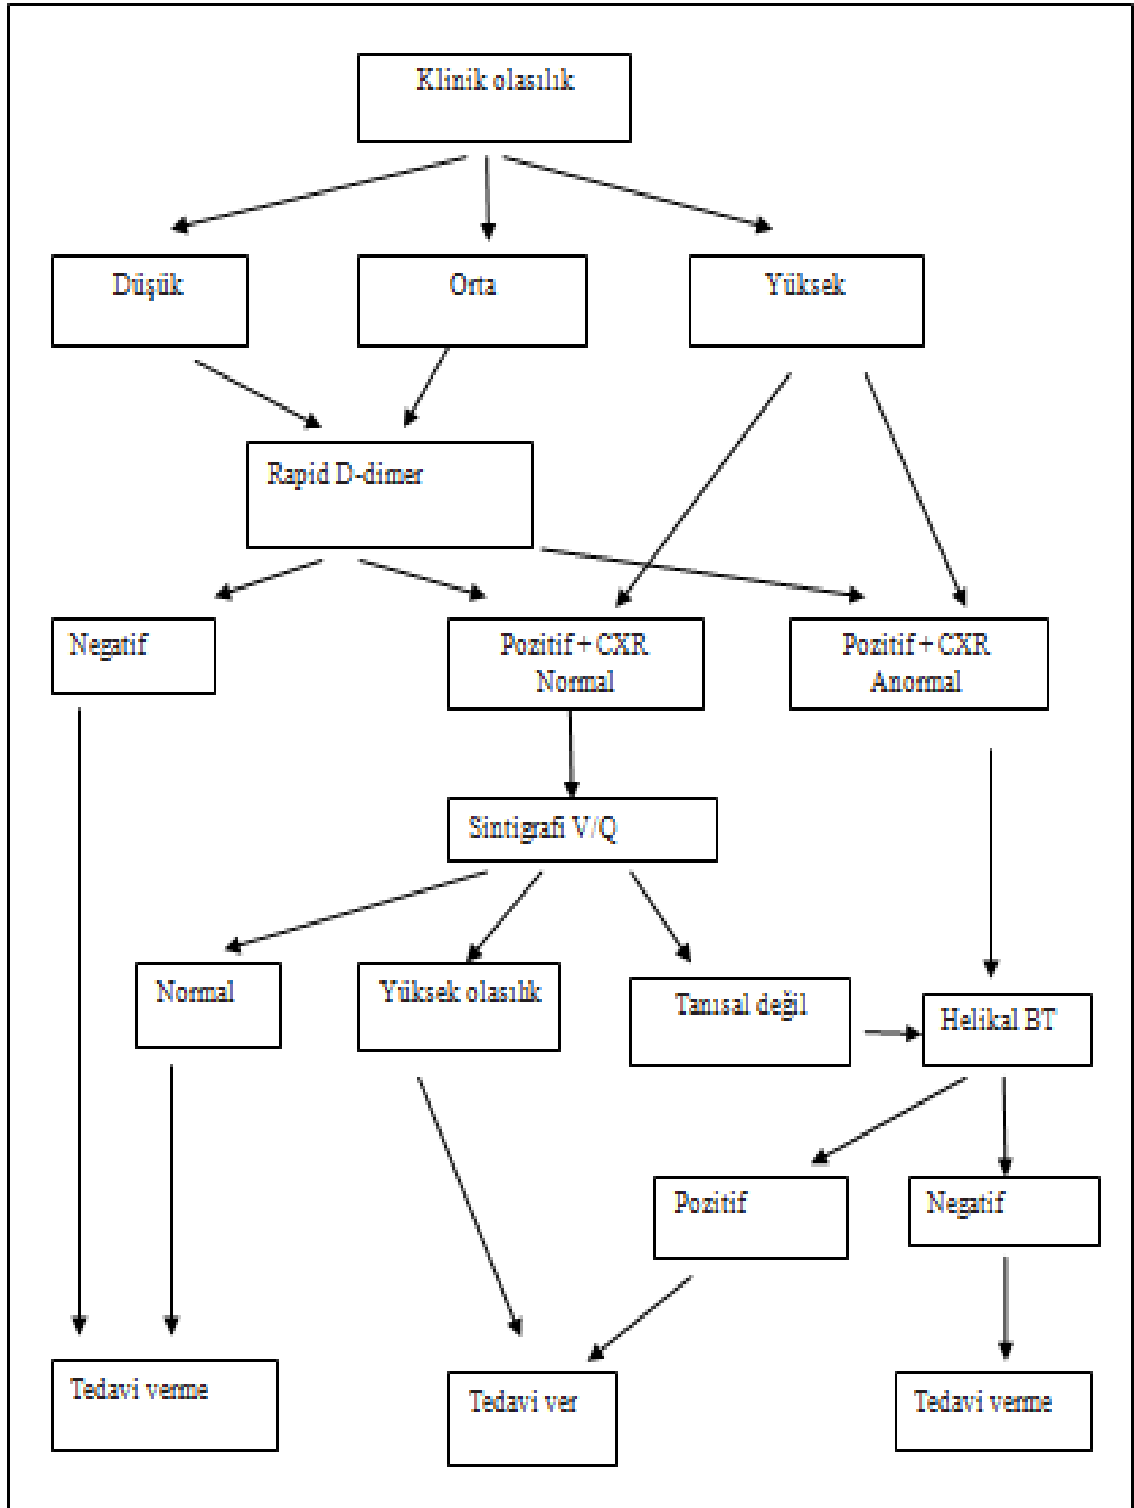 Klinik olasılık
Düşük
Orta
Yüksek
Rapid D-dimer
Negatif
Pozitif + CXR
Normal
Pozitif + CXR
Anormal
Sintigrafi V/Q
Normal
Yüksek olasılık
Tanısal değil
Helikal BT
Pozitif
Negatif
Tedavi verme
Tedavi ver
Tedavi verme